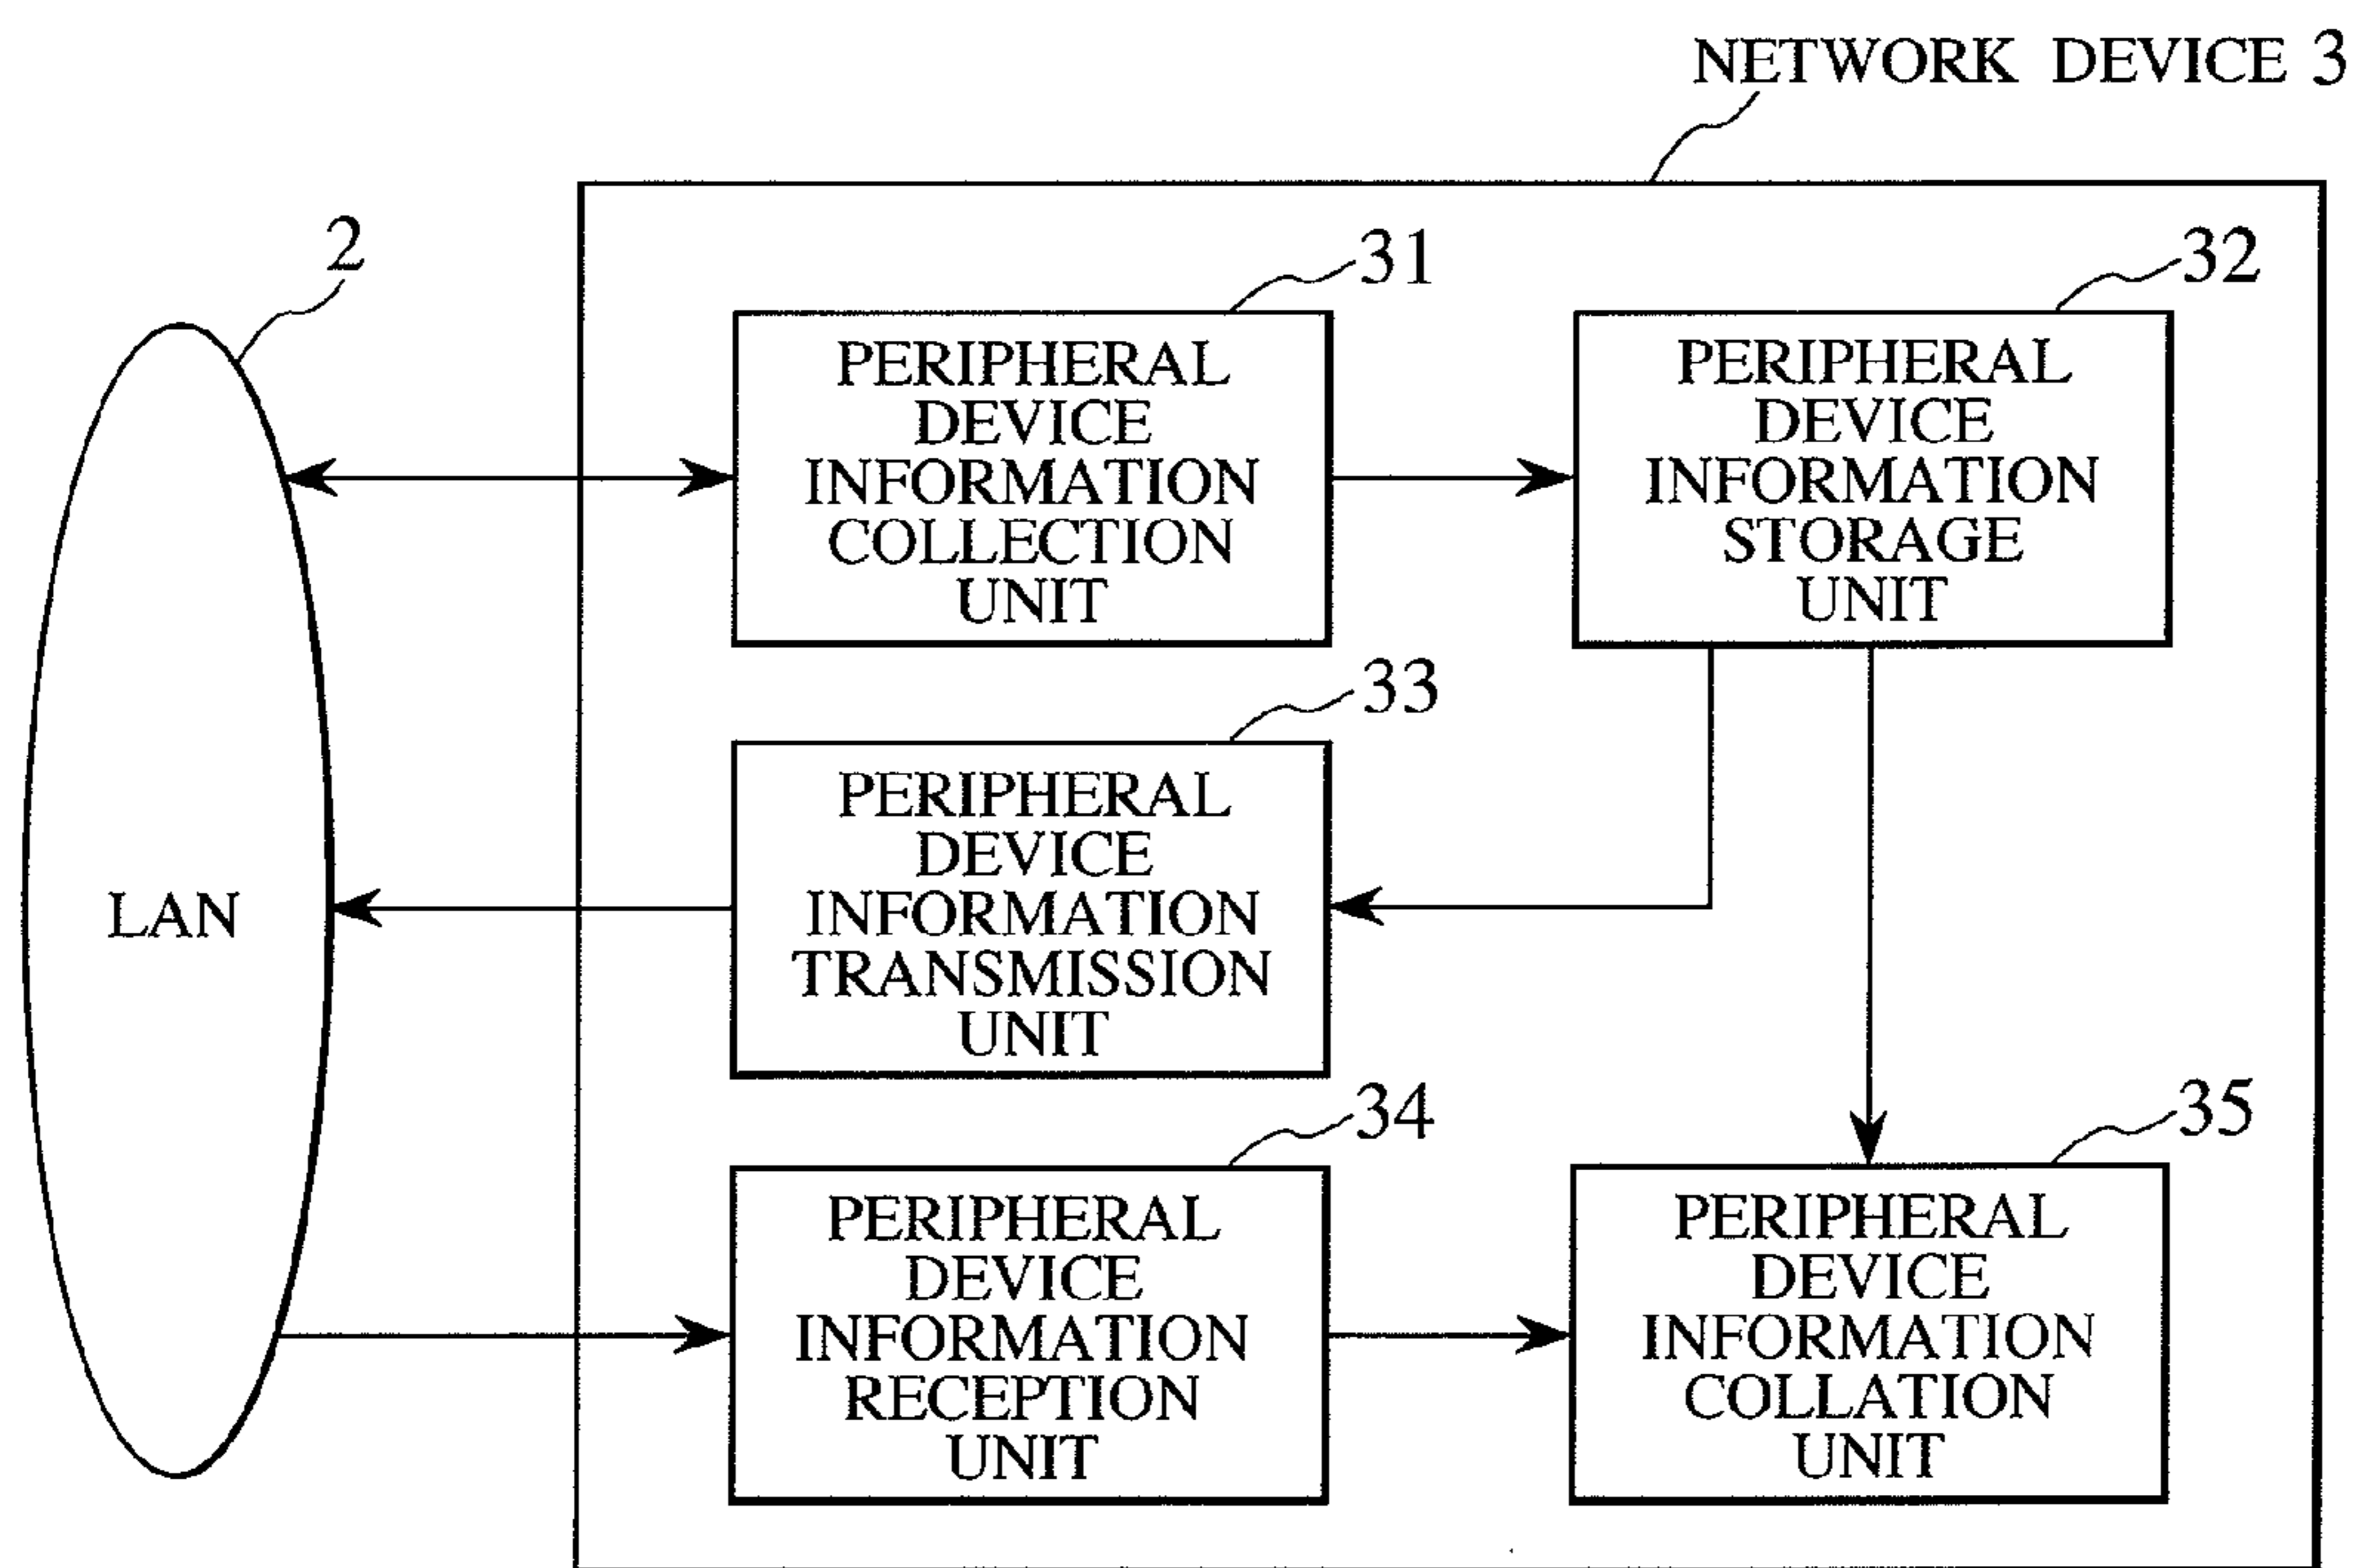 NETWORK DEVICE 3
2
31
PERIPHERAL
DEVICE
INFORMATION
COLLECTION
UNIT
32
PERIPHERAL
DEVICE
INFORMATION
STORAGE
UNIT
LAN
33
PERIPHERAL
DEVICE
INFORMATION
TRANSMISSION
UNIT
34
PERIPHERAL
DEVICE
INFORMATION
RECEPTION
UNIT
35
PERIPHERAL
DEVICE
INFORMATION
COLLATION
UNIT